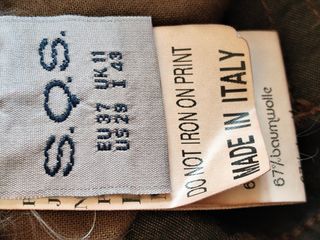 S.Q.S.
EU 37 UK 11
US 29 I 43
DO NOT IRON ON PRINT
MADE IN ITALY
67%baumwolle